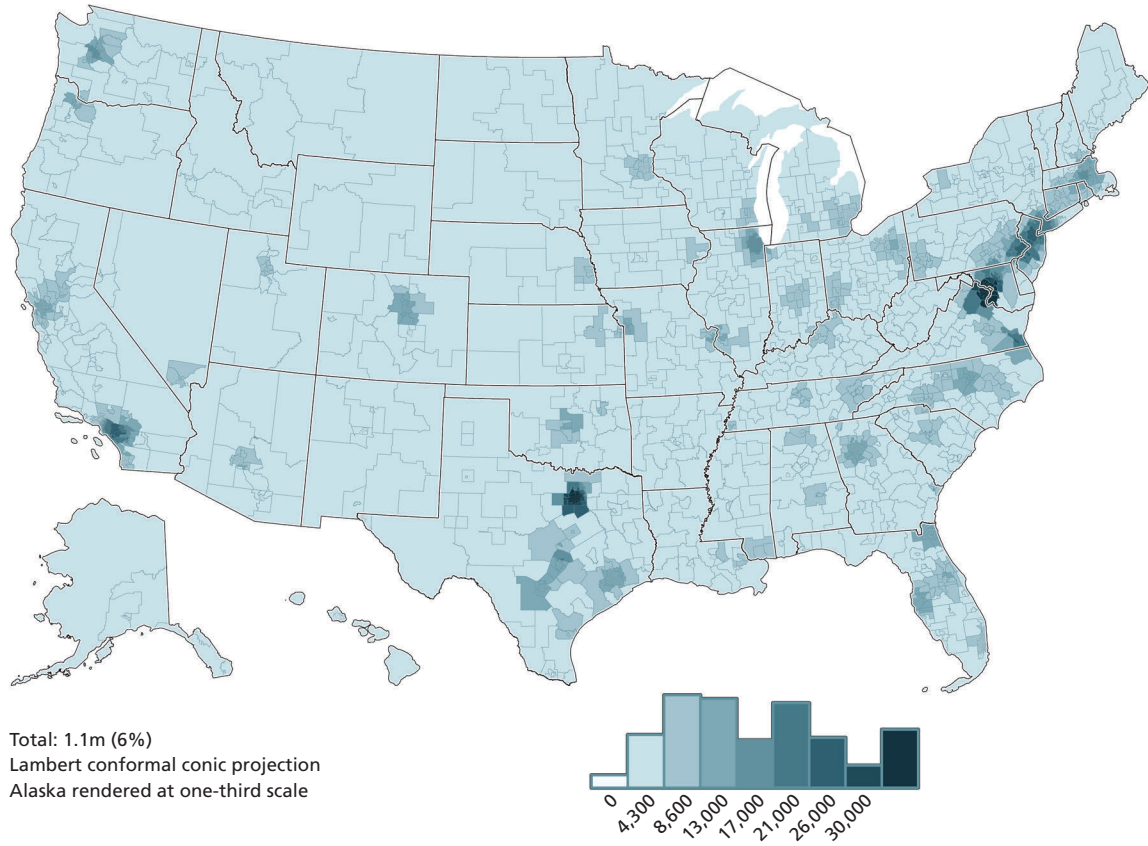 Total: 1.1m (6%)
Lambert conformal conic projection
Alaska rendered at one-third scale
0
4,300
8,600
13,000
17,000
21,000
26,000
30,000